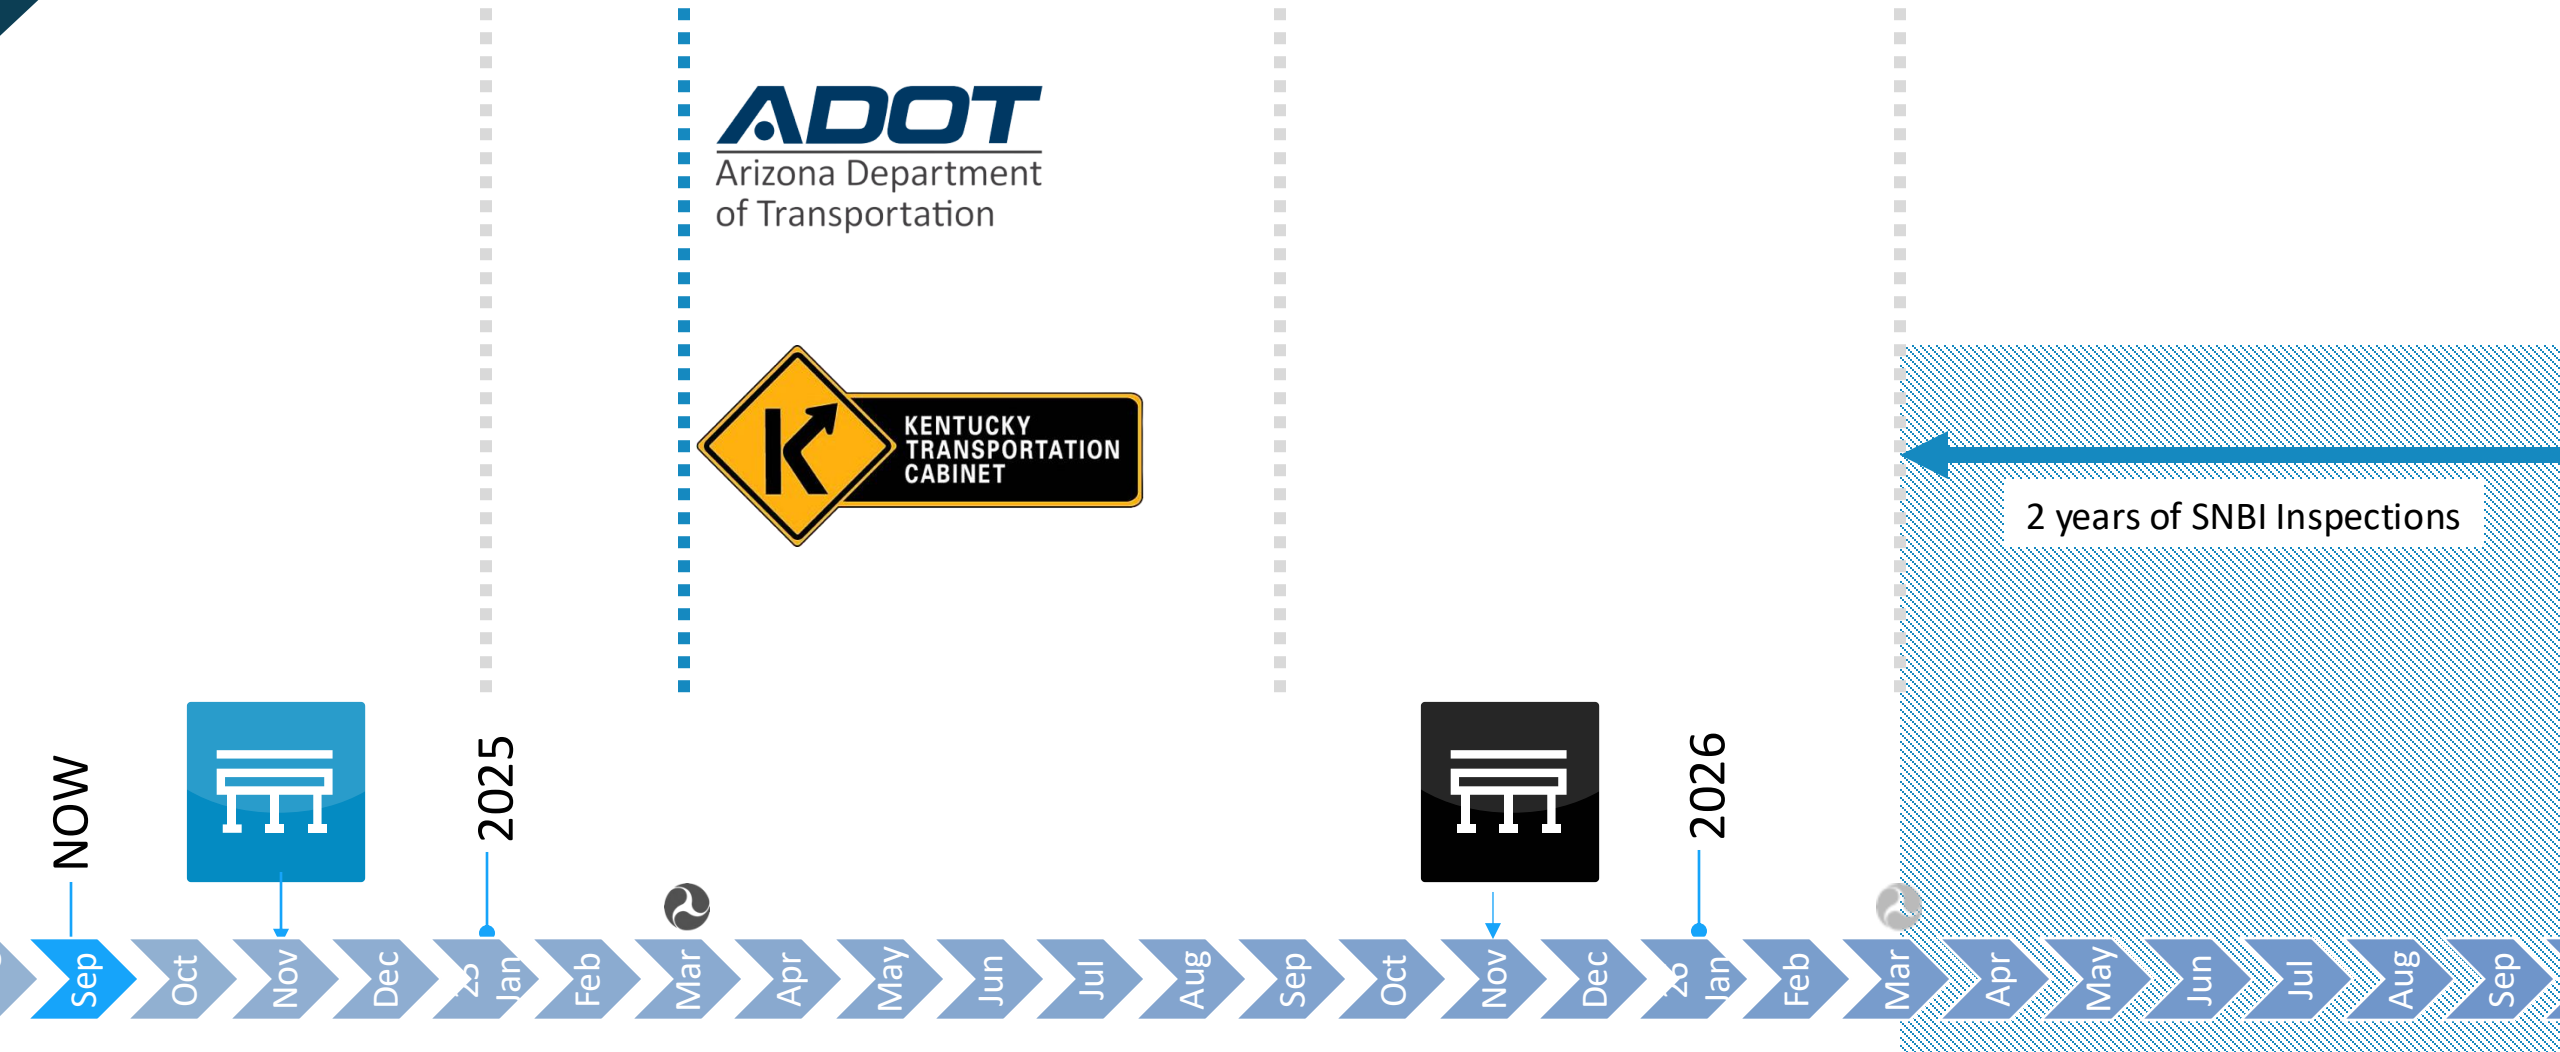 ADOT
Arizona Department
of Transportation
K
KENTUCKY
TRANSPORTATION
CABINET
2 years of SNBI Inspections
NOW
2025
2026
Sep
Oct
Nov
Dec
'25
Jan
Feb
Mar
Apr
May
Jun
Jul
Aug
Sep
Oct
Nov
Dec
'26
Jan
Feb
Mar
Apr
May
Jun
Jul
Aug
Sep